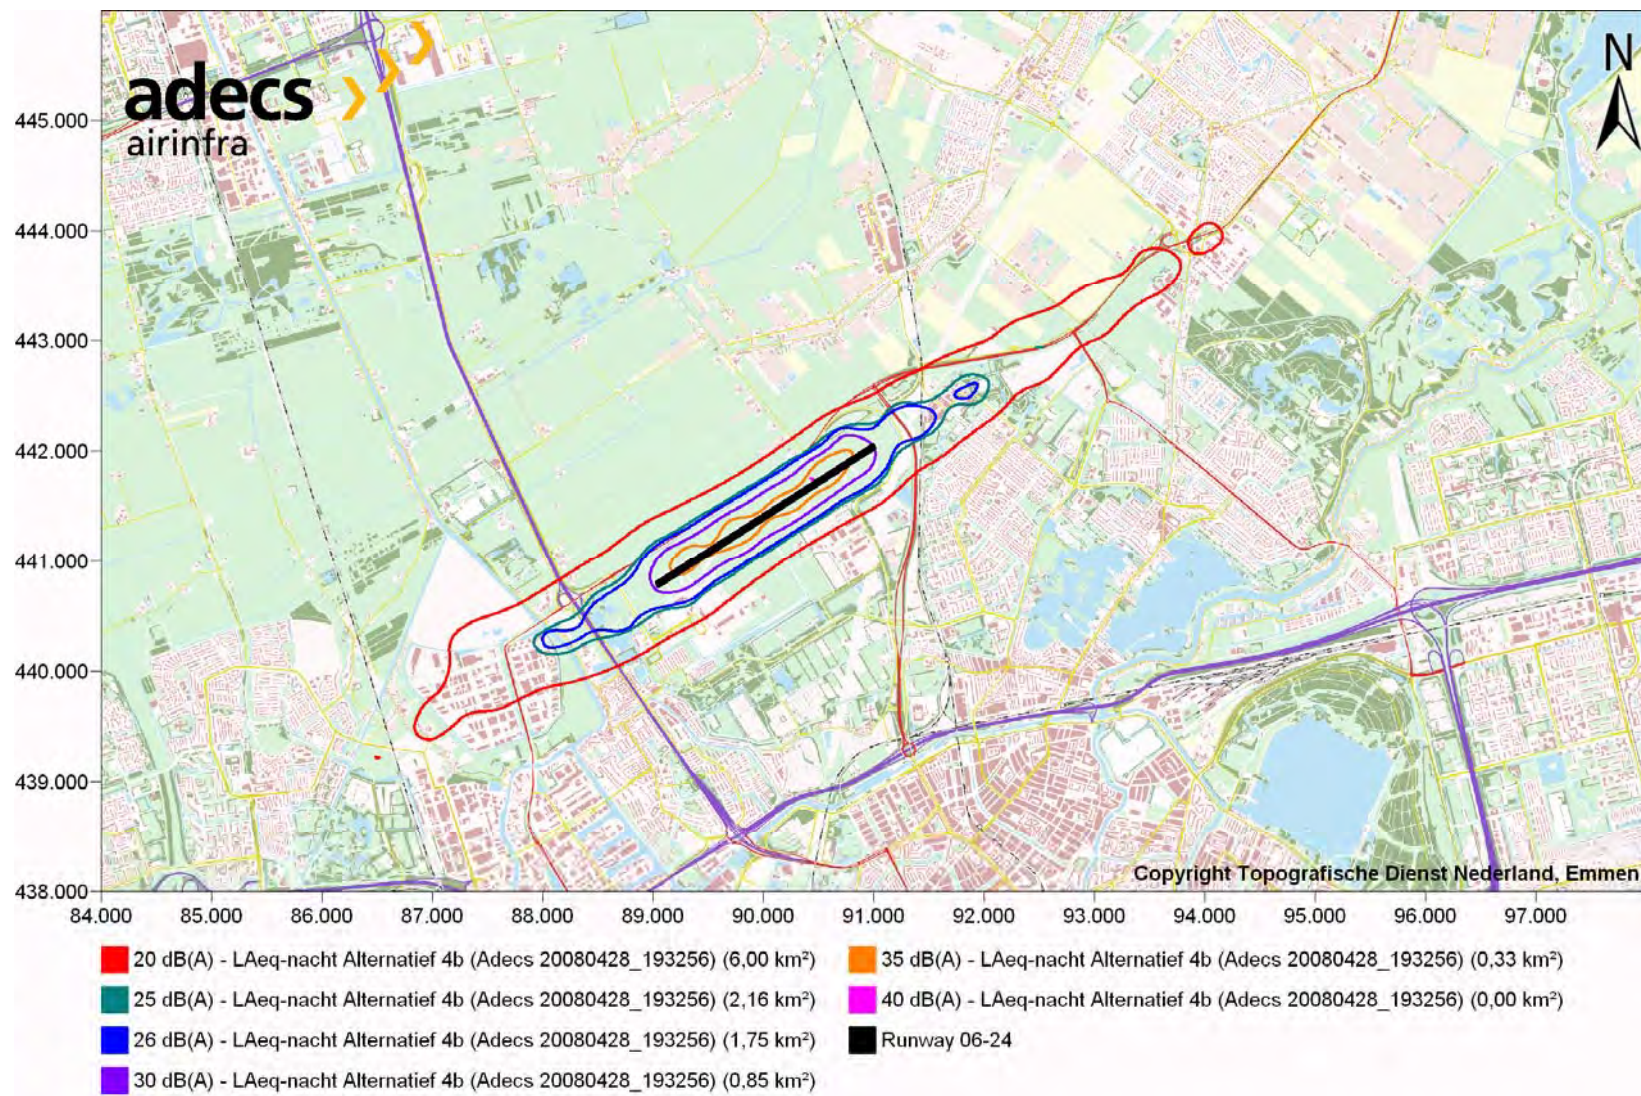 adecs
airinfra
N
445.000
444.000
443.000
442.000
441.000
440.000
439.000
438.000
Copyright Topografische Dienst Nederland, Emmen
84.000 85.000 86.000 87.000 88.000 89.000 90.000 91.000 92.000 93.000 94.000 95.000 96.000 97.000
20 dB(A) - LAeq-nacht Alternatief 4b (Adecs 20080428_193256) (6,00 km²)
25 dB(A) - LAeq-nacht Alternatief 4b (Adecs 20080428_193256) (2,16 km²)
26 dB(A) - LAeq-nacht Alternatief 4b (Adecs 20080428_193256) (1,75 km²)
30 dB(A) - LAeq-nacht Alternatief 4b (Adecs 20080428_193256) (0,85 km²)
35 dB(A) - LAeq-nacht Alternatief 4b (Adecs 20080428_193256) (0,33 km²)
40 dB(A) - LAeq-nacht Alternatief 4b (Adecs 20080428_193256) (0,00 km²)
Runway 06-24